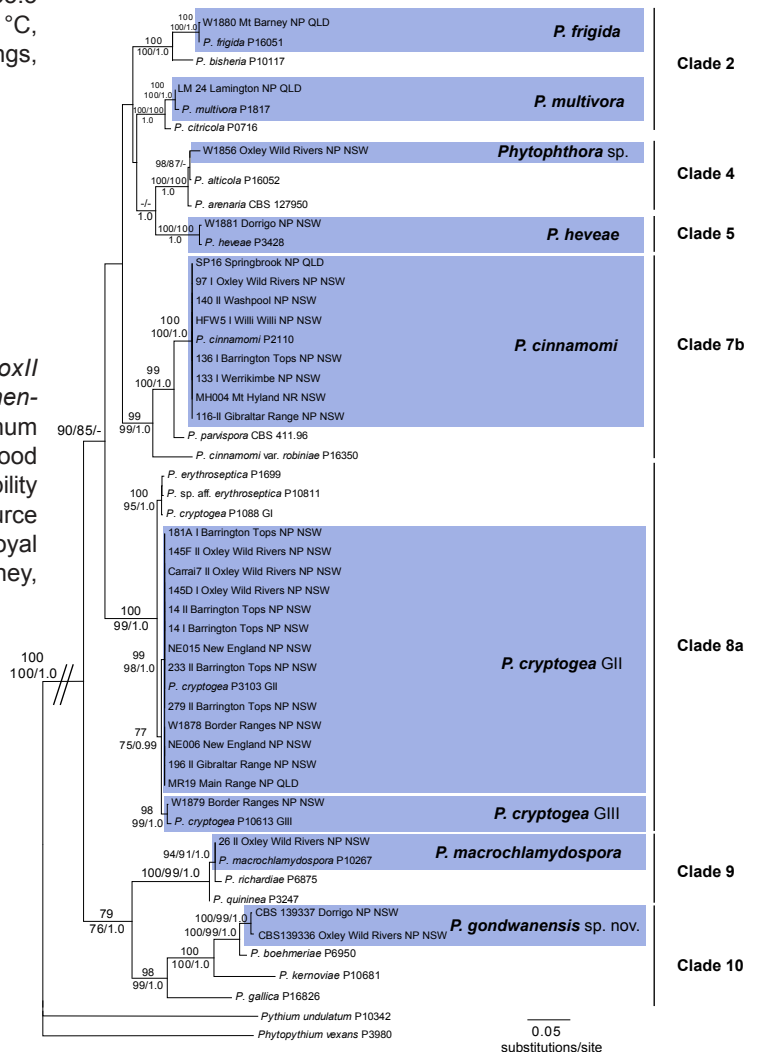 °C,
ngs,
oxII
nen-
num
ood
bility
urce
oyal
ney,
100
100/1.0
W1880 Mt Barney NP QLD
P. frigida P16051
P. frigida
100
100/1.0
P. bisheria P10117
Clade 2
100
100/1.0
LM 24 Lamington NP QLD
P. multivora P1817
P. multivora
100/100
1.0
P. citricola P0716
W1856 Oxley Wild Rivers NP NSW
Phytophthora sp.
98/87/-
100/100
1.0
P. alticola P16052
Clade 4
-/-
1.0
P. arenaria CBS 127950
100/100
1.0
W1881 Dorrigo NP NSW
P. heveae P3428
P. heveae
Clade 5
SP16 Springbrook NP QLD
97 I Oxley Wild Rivers NP NSW
140 II Washpool NP NSW
HFW5 I Willi Willi NP NSW
100
100/1.0
P. cinnamomi P2110
P. cinnamomi
Clade 7b
136 I Barrington Tops NP NSW
133 I Werrikimbe NP NSW
99
100/1.0
MH004 Mt Hyland NR NSW
116-II Gibraltar Range NP NSW
99
99/1.0
P. parvispora CBS 411.96
90/85/-
P. cinnamomi var. robiniae P16350
P. erythroseptica P1699
P. sp. aff. erythroseptica P10811
100
95/1.0
P. cryptogea P1088 GI
181A I Barrington Tops NP NSW
145F II Oxley Wild Rivers NP NSW
Carrai7 II Oxley Wild Rivers NP NSW
145D I Oxley Wild Rivers NP NSW
14 II Barrington Tops NP NSW
100
99/1.0
14 I Barrington Tops NP NSW
NE015 New England NP NSW
99
98/1.0
233 II Barrington Tops NP NSW
P. cryptogea GII
Clade 8a
100
100/1.0
P. cryptogea P3103 GII
279 II Barrington Tops NP NSW
W1878 Border Ranges NP NSW
77
75/0.99
NE006 New England NP NSW
196 II Gibraltar Range NP NSW
MR19 Main Range NP QLD
98
99/1.0
W1879 Border Ranges NP NSW
P. cryptogea P10613 GIII
P. cryptogea GIII
26 II Oxley Wild Rivers NP NSW
94/91/1.0
P. macrochlamydospora P10267
P. macrochlamydospora
100/99/1.0
P. richardiae P6875
Clade 9
P. quininea P3247
79
76/1.0
100/99/1.0
CBS 139337 Dorrigo NP NSW
100/99/1.0
CBS139336 Oxley Wild Rivers NP NSW
P. gondwanensis sp. nov.
100
100/1.0
P. boehmeriae P6950
Clade 10
98
99/1.0
P. kernoviae P10681
P. gallica P16826
Pythium undulatum P10342
Phytopythium vexans P3980
0.05
substitutions/site